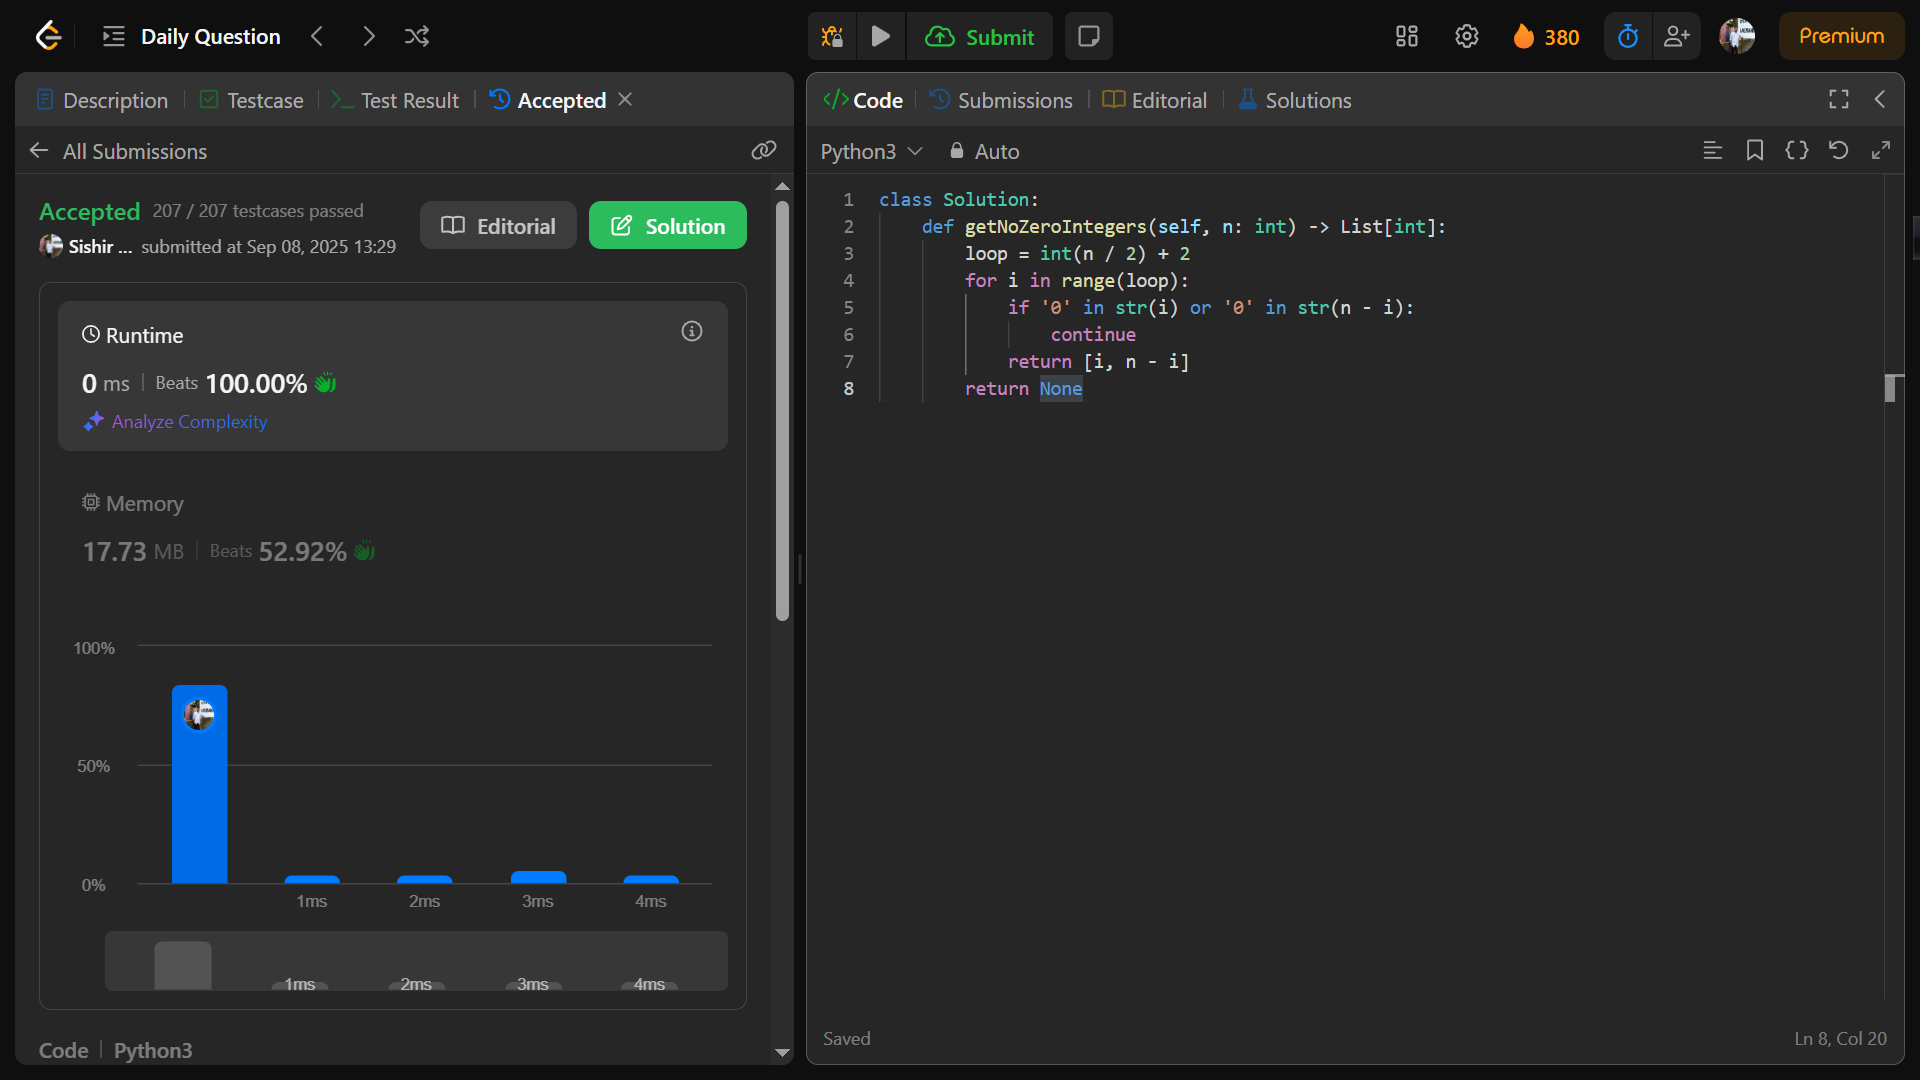 Daily Question
Submit
380
Premium
Description
Testcase
Test Result
Accepted
All Submissions
Accepted 207 / 207 testcases passed
Sishir ... submitted at Sep 08, 2025 13:29
Editorial
Solution
Runtime
0 ms Beats 100.00%
Analyze Complexity
Memory
17.73 MB Beats 52.92%
100%
50%
0%
1ms 2ms 3ms 4ms
1ms 2ms 3ms 4ms
Code Python3
Code
Submissions
Editorial
Solutions
Python3
Auto
1 class Solution:
2 def getNoZeroIntegers(self, n: int) -> List[int]:
3 loop = int(n / 2) + 2
4 for i in range(loop):
5 if '0' in str(i) or '0' in str(n - i):
6 continue
7 return [i, n - i]
8 return None
Saved
Ln 8, Col 20